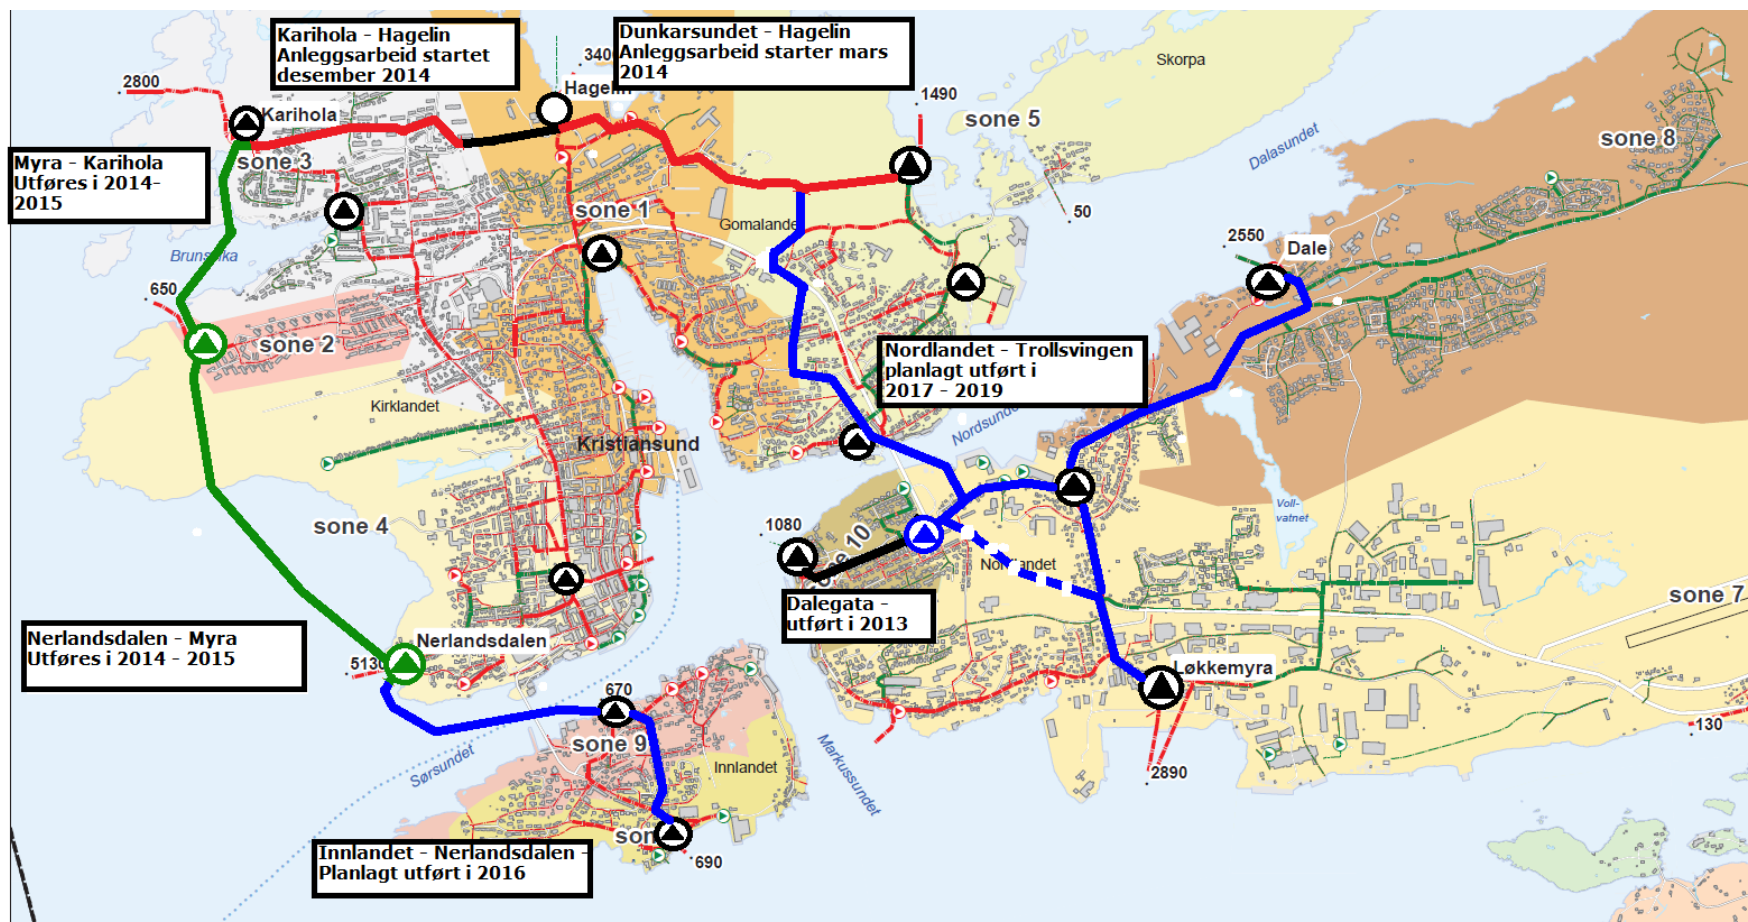 Karihola - Hagelin
Anleggsarbeid startet
desember 2014
Dunkarsundet - Hagelin
Anleggsarbeid starter mars
2014
3400
Skorpa
2800
Hagelin
1490
Karihola
sone 5
Dalasundet
sone 8
Myra - Karihola
Utføres i 2014-
2015
sone 3
sone 1
50
Gomalandet
2550
Dale
650
sone 2
Nordlandet - Trollsvingen
planlagt utført i
2017 - 2019
Kirklandet
Kristiansund
Voll-
vatnet
sone 4
1080
10
Dalegata -
utført i 2013
sone 7
Nerlandsdalen - Myra
Utføres i 2014 - 2015
Nerlandsdalen
5130
Løkkemyra
670
130
sone 9
Sørsundet
Innlandet
Markussundet
2890
Innlandet - Nerlandsdalen -
Planlagt utført i 2016
690